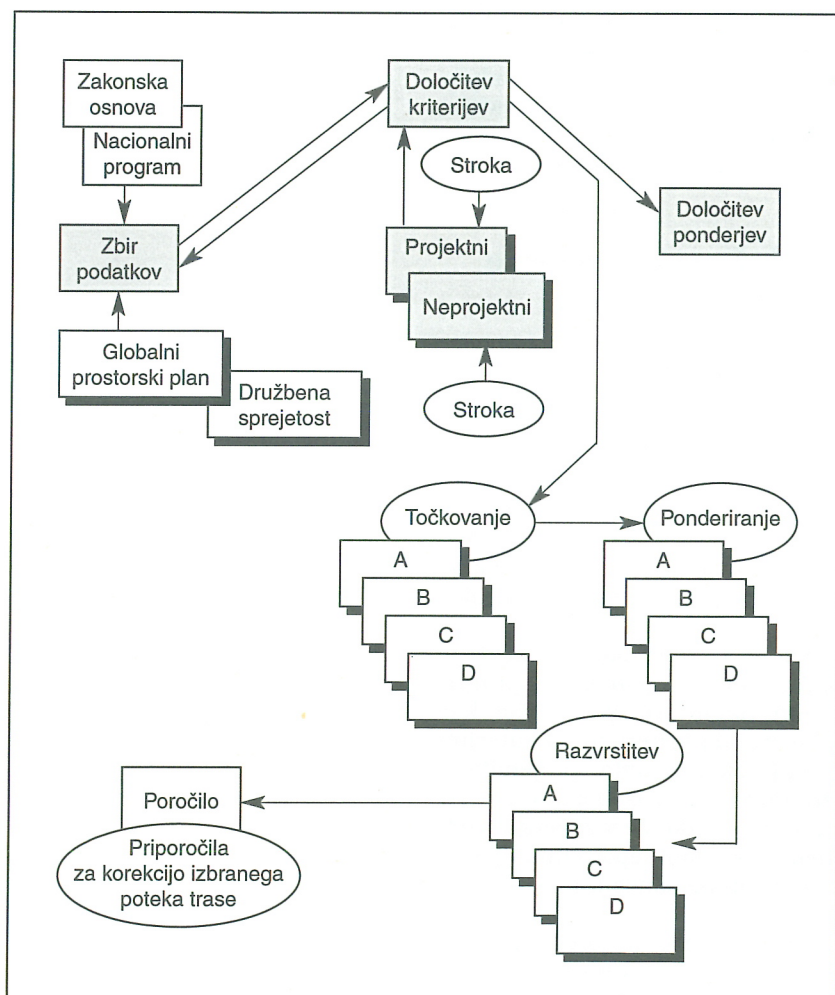 Zakonska
osnova
Nacionalni
program
Zbir
podatkov
Globalni
prostorski plan
Družbena
sprejetost
Določitev
kriterijev
Stroka
Projektni
Neprojektni
Stroka
Določitev
ponderjev
Točkovanje
A
B
C
D
Ponderiranje
A
B
C
D
Razvrstitev
A
B
C
D
Poročilo
Priporočila
za korekcijo izbranega
poteka trase